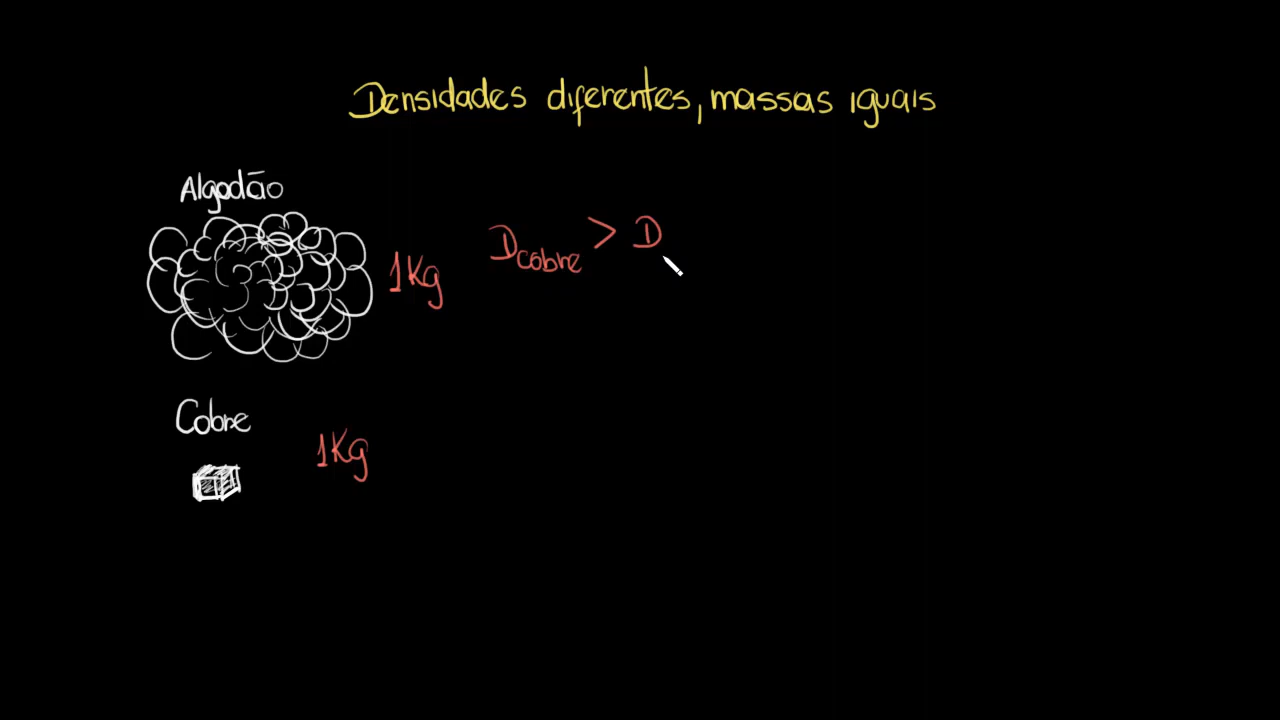 Densidades diferentes, massas iguais
Algodão
1Kg
Dcobre > D
Cobre
1Kg